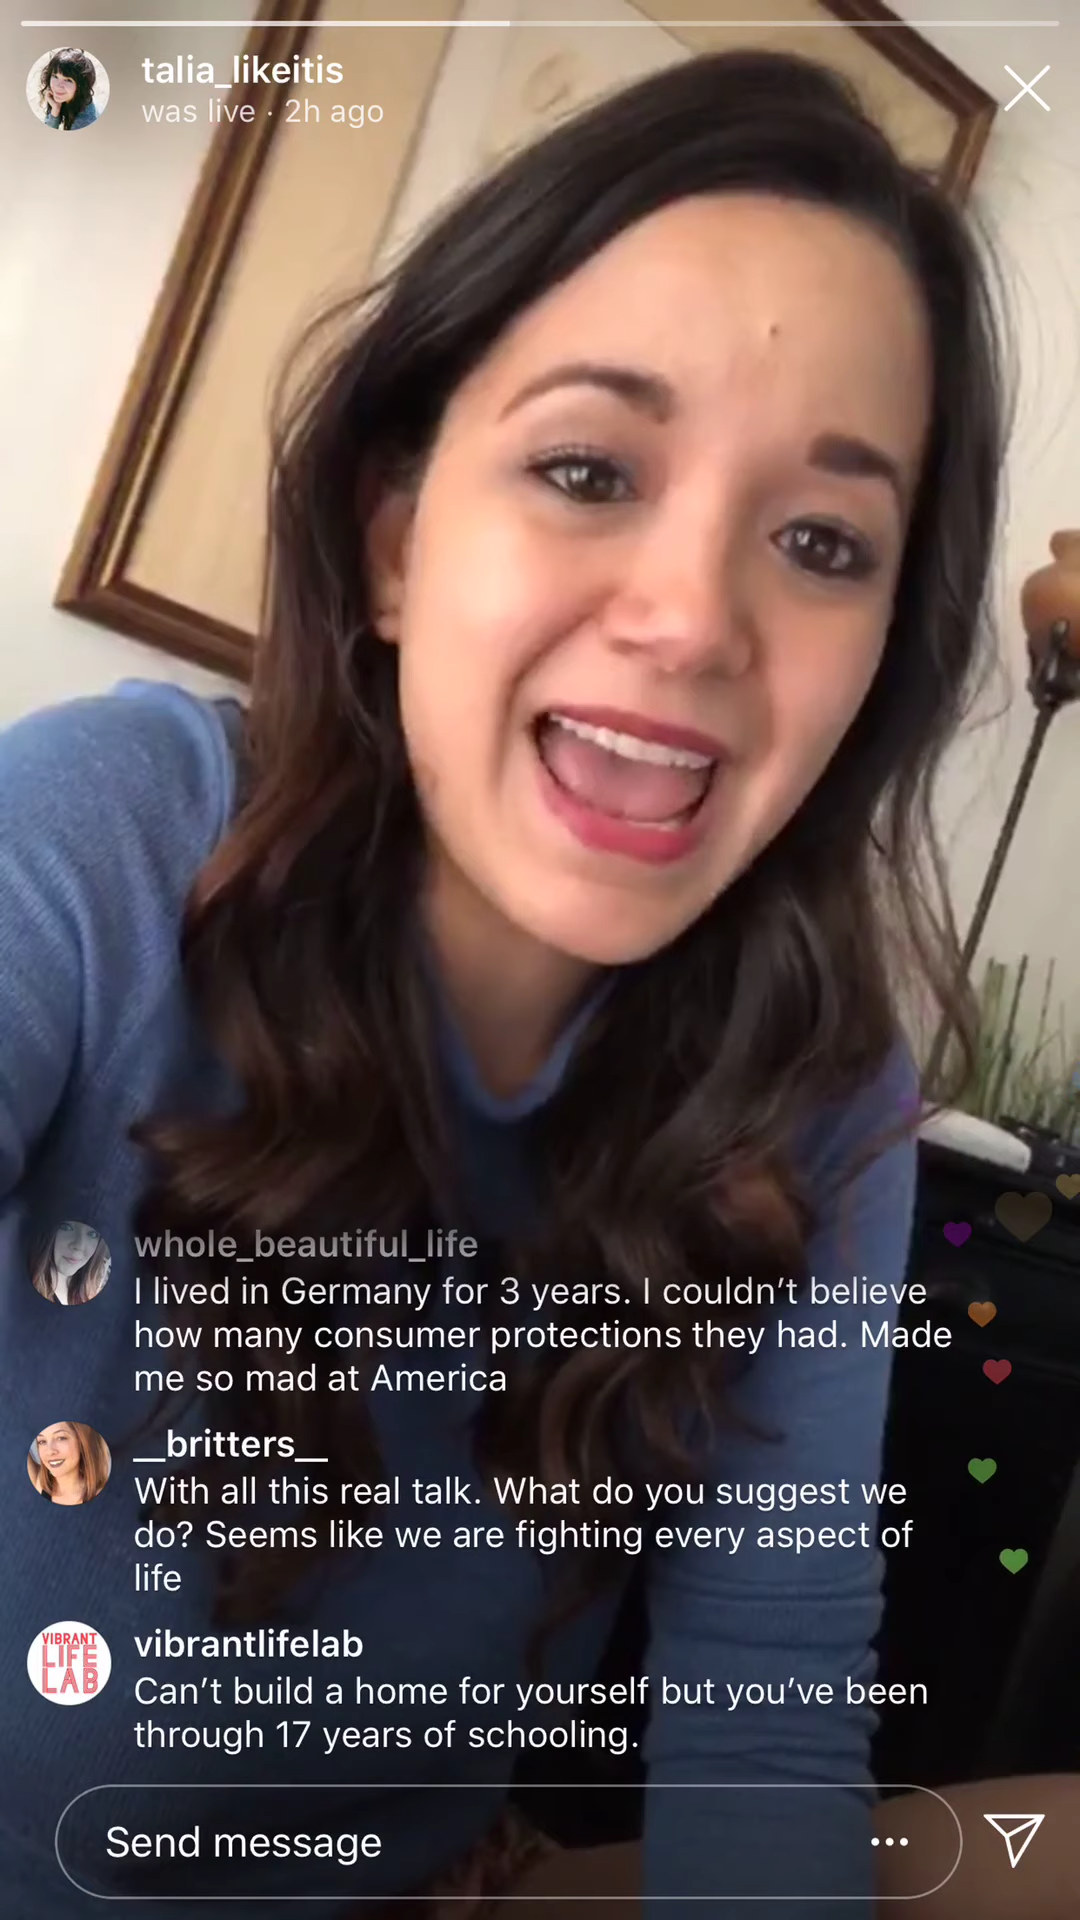 talia_likeitis
was live · 2h ago
whole_beautiful_life
I lived in Germany for 3 years. I couldn’t believe
how many consumer protections they had. Made
me so mad at America
__britters__
With all this real talk. What do you suggest we
do? Seems like we are fighting every aspect of
life
VIBRANT
LIFE
LAB
vibrantlifelab
Can’t build a home for yourself but you’ve been
through 17 years of schooling.
Send message